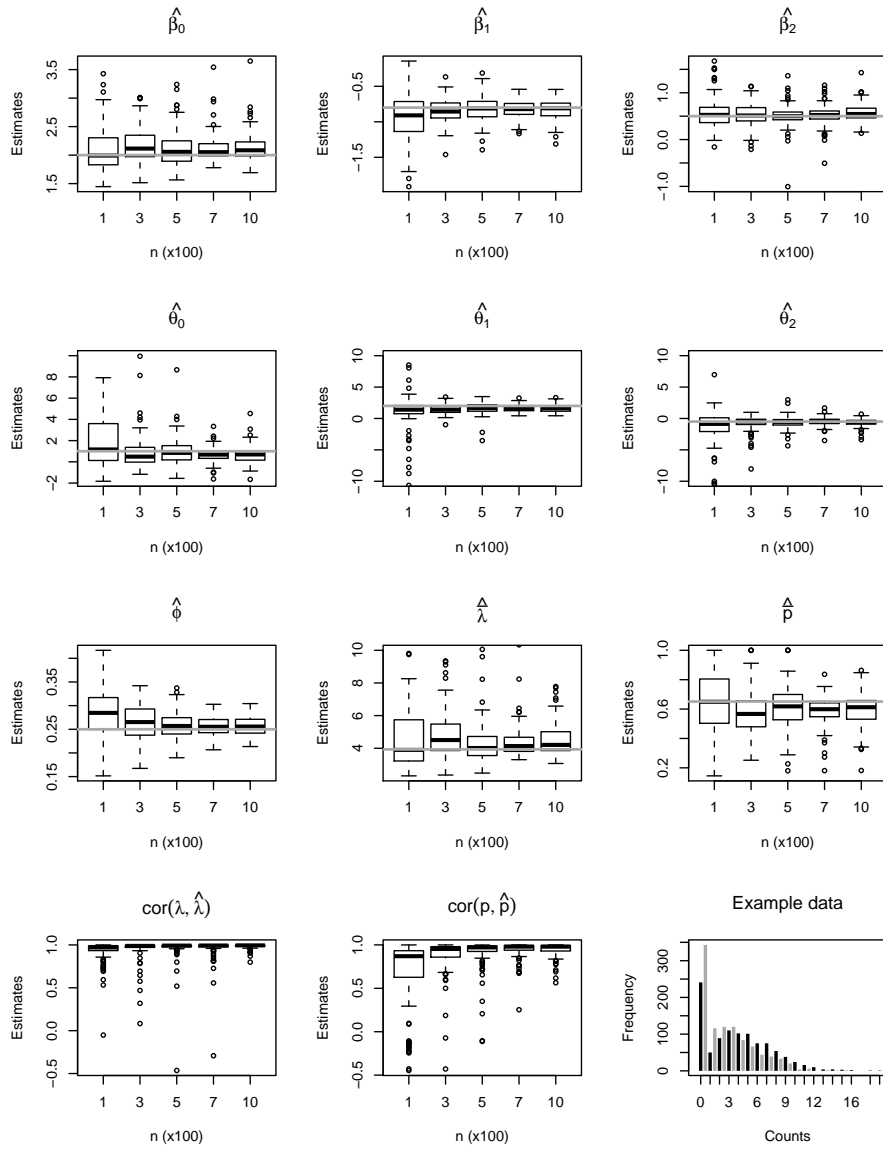 β̂₀
Estimates
1.5 2.5 3.5
1 3 5 7 10
n (x100)
β̂₁
Estimates
−1.5 −0.5
1 3 5 7 10
n (x100)
β̂₂
Estimates
−1.0 0.0 1.0
1 3 5 7 10
n (x100)
θ̂₀
Estimates
−2 2 4 8
1 3 5 7 10
n (x100)
θ̂₁
Estimates
−10 0 5 10
1 3 5 7 10
n (x100)
θ̂₂
Estimates
−10 0 5 10
1 3 5 7 10
n (x100)
ϕ̂
Estimates
0.15 0.25 0.35
1 3 5 7 10
n (x100)
λ̂̄
Estimates
4 6 8 10
1 3 5 7 10
n (x100)
p̂̄
Estimates
0.2 0.6 1.0
1 3 5 7 10
n (x100)
cor(λ, λ̂)
Estimates
−0.5 0.0 0.5 1.0
1 3 5 7 10
n (x100)
cor(p, p̂)
Estimates
−0.5 0.0 0.5 1.0
1 3 5 7 10
n (x100)
Example data
Frequency
0 100 200 300
0 3 6 9 12 16
Counts